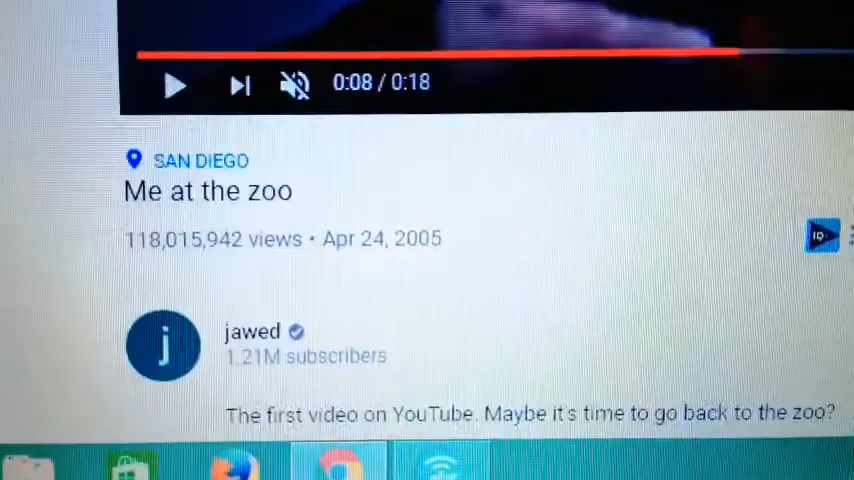 0:08 / 0:18
SAN DIEGO
Me at the zoo
118,015,942 views • Apr 24, 2005
IQ
j
jawed
1.21M subscribers
The first video on YouTube. Maybe it's time to go back to the zoo?